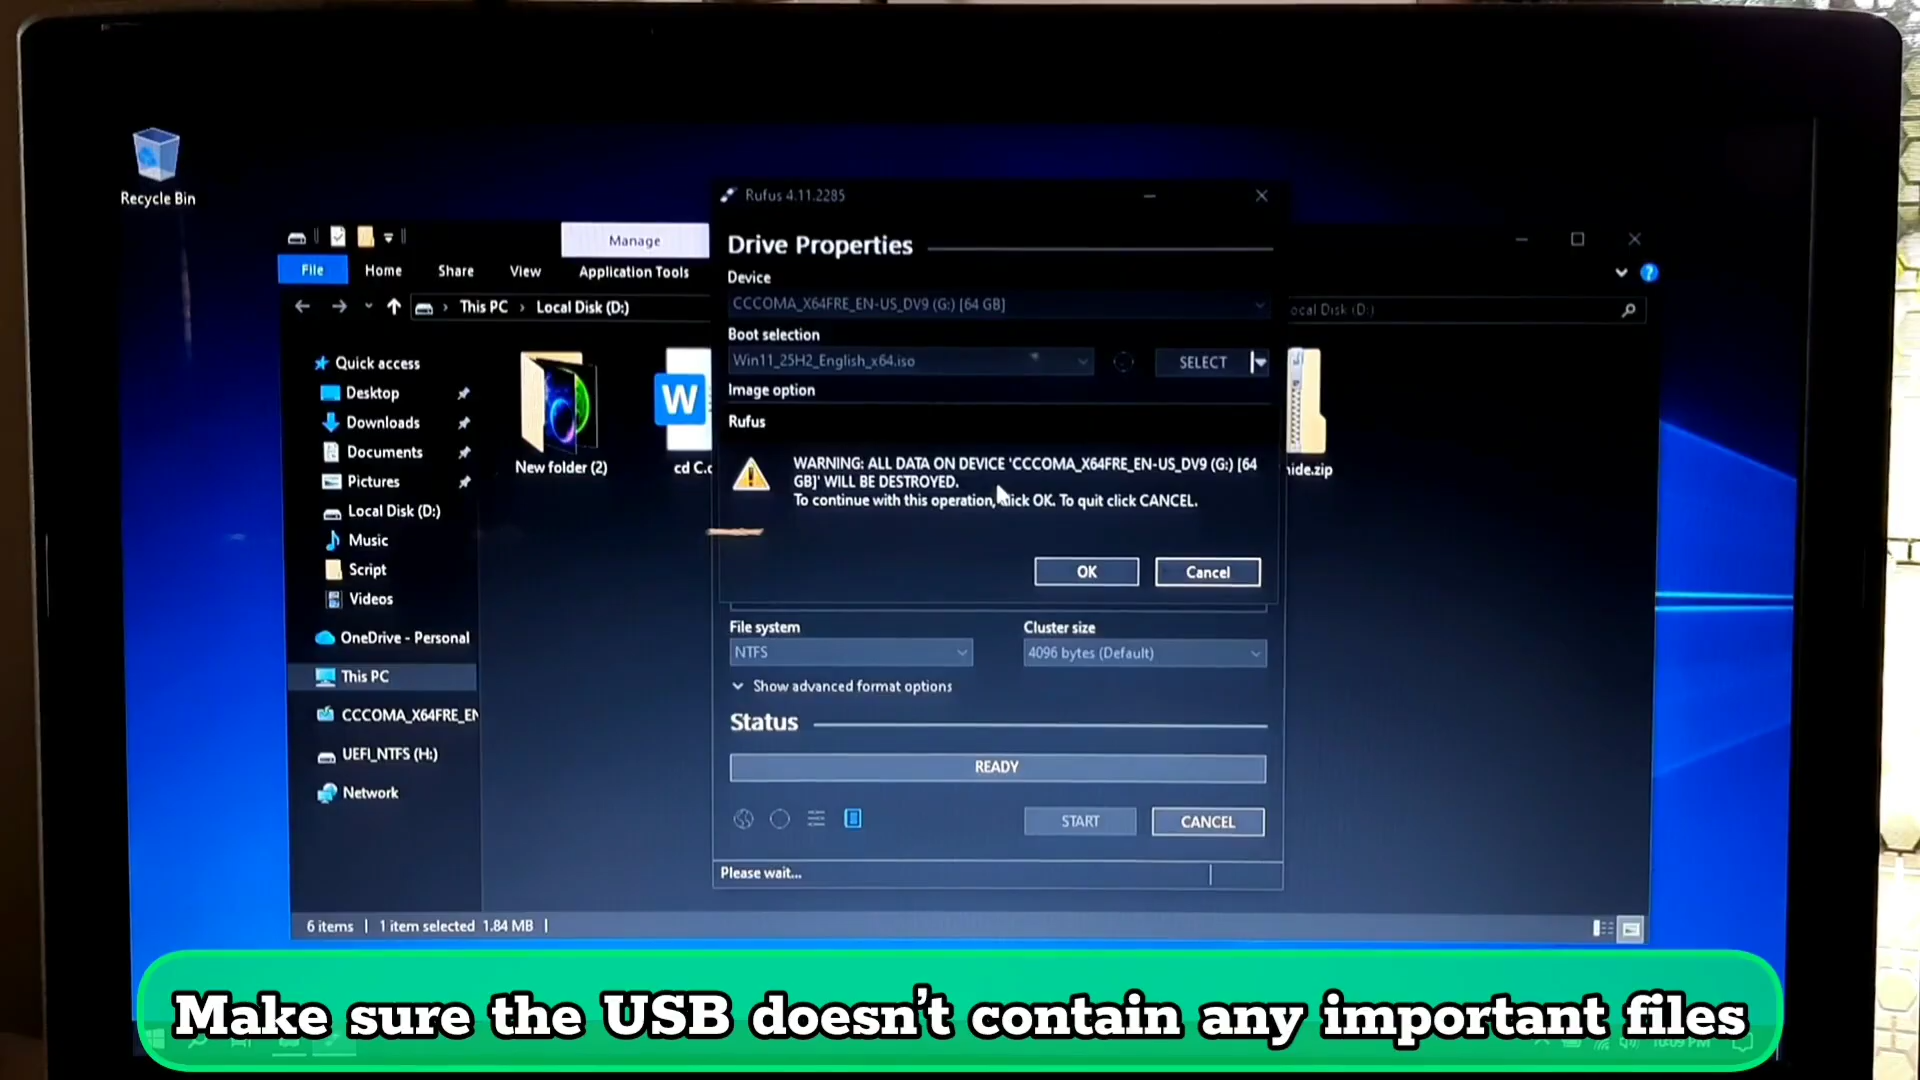 Recycle Bin
Rufus 4.11.2285
Manage
Drive Properties
File Home Share View Application Tools
Device
This PC › Local Disk (D:)
CCCOMA_X64FRE_EN-US_DV9 (G:) [64 GB]
ocal Disk (D:)
Boot selection
Win11_25H2_English_x64.iso
SELECT
Image option
Quick access
Desktop
Downloads
Documents
Pictures
Local Disk (D:)
Music
Script
Videos
OneDrive - Personal
This PC
CCCOMA_X64FRE_EN
UEFI_NTFS (H:)
Network
New folder (2)
W
cd C.c
ide.zip
Rufus
WARNING: ALL DATA ON DEVICE 'CCCOMA_X64FRE_EN-US_DV9 (G:) [64
GB]' WILL BE DESTROYED.
To continue with this operation, click OK. To quit click CANCEL.
OK
Cancel
File system
Cluster size
NTFS
4096 bytes (Default)
Show advanced format options
Status
READY
START
CANCEL
Please wait...
6 items 1 item selected 1.84 MB
Make sure the USB doesn't contain any important files
10:09 PM